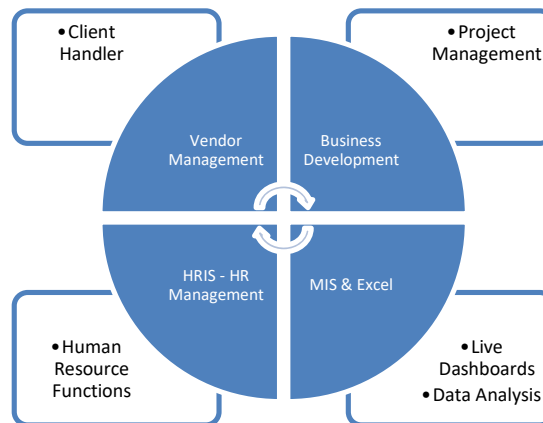 • Client
Handler
• Project
Management
Vendor
Management
Business
Development
HRIS - HR
Management
MIS & Excel
• Human
Resource
Functions
• Live
Dashboards
• Data Analysis